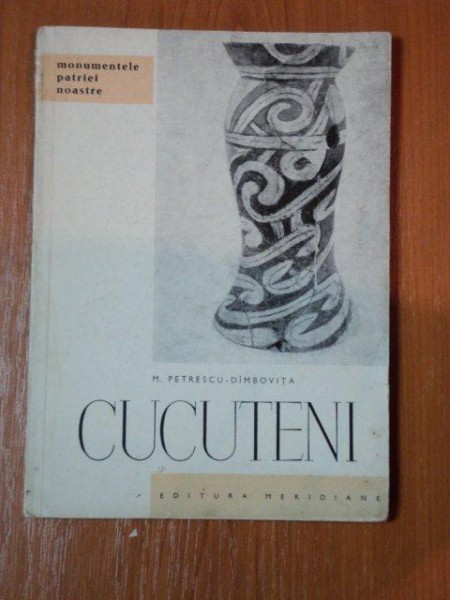 monumentele
patriei
noastre
M. PETRESCU-DÎMBOVIȚA
CUCUTENI
EDITURA MERIDIANE